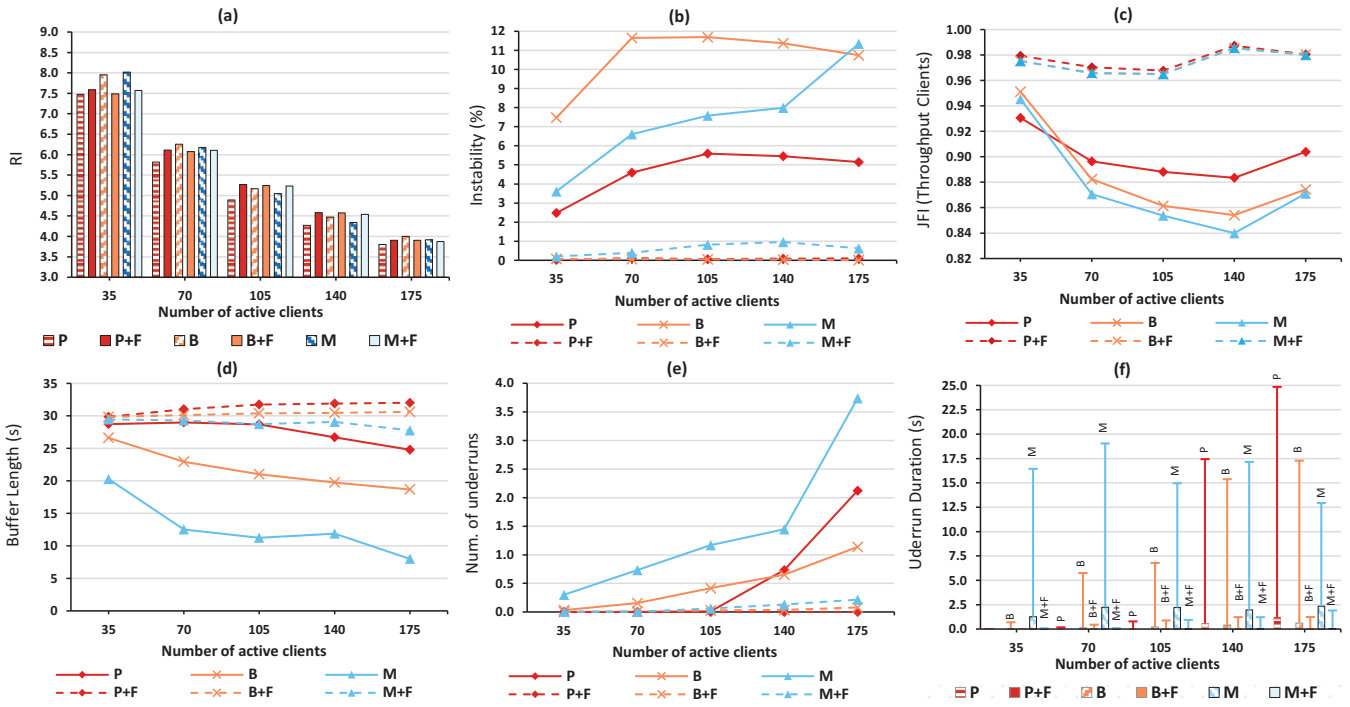 (a)
RI
9.0
8.5
8.0
7.5
7.0
6.5
6.0
5.5
5.0
4.5
4.0
3.5
3.0
35 70 105 140 175
Number of active clients
P P+F B B+F M M+F
(b)
Instability (%)
12
11
10
9
8
7
6
5
4
3
2
1
0
35 70 105 140 175
Number of active clients
P B M
P+F B+F M+F
(c)
JFI (Throughput Clients)
1.00
0.98
0.96
0.94
0.92
0.90
0.88
0.86
0.84
0.82
35 70 105 140 175
Number of active clients
P B M
P+F B+F M+F
(d)
Buffer Length (s)
35
30
25
20
15
10
5
0
35 70 105 140 175
Number of active clients
P B M
P+F B+F M+F
(e)
Num. of underruns
4.0
3.5
3.0
2.5
2.0
1.5
1.0
0.5
0.0
35 70 105 140 175
Number of active clients
P B M
P+F B+F M+F
(f)
Uderrun Duration (s)
25.0
22.5
20.0
17.5
15.0
12.5
10.0
7.5
5.0
2.5
0.0
B M M+F P B B+F M M+F P B B+F M M+F P B B+F M M+F P B B+F M M+F
35 70 105 140 175
Number of active clients
P P+F B B+F M M+F